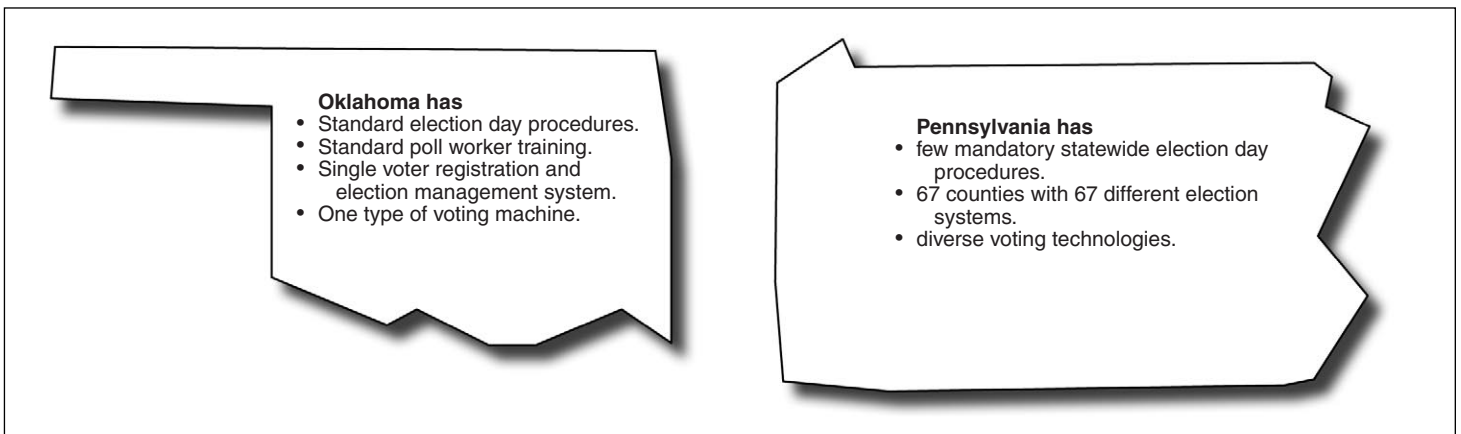 Oklahoma has
• Standard election day procedures.
• Standard poll worker training.
• Single voter registration and
election management system.
• One type of voting machine.
Pennsylvania has
• few mandatory statewide election day
procedures.
• 67 counties with 67 different election
systems.
• diverse voting technologies.